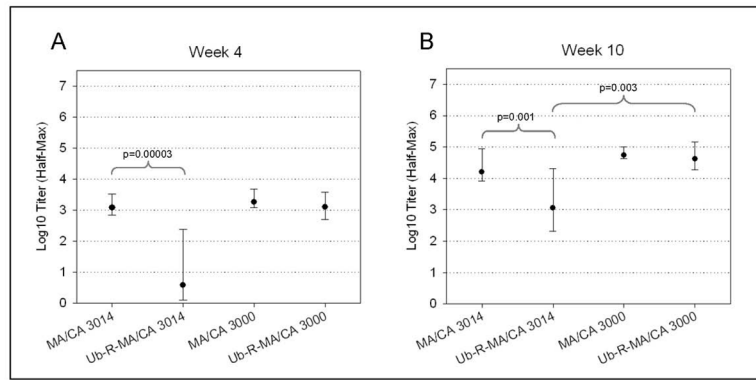 A
Week 4
Log10 Titer (Half-Max)
7
6
5
4
3
2
1
0
p=0.00003
MA/CA 3014
Ub-R-MA/CA 3014
MA/CA 3000
Ub-R-MA/CA 3000
B
Week 10
Log10 Titer (Half-Max)
7
6
5
4
3
2
1
0
p=0.003
p=0.001
MA/CA 3014
Ub-R-MA/CA 3014
MA/CA 3000
Ub-R-MA/CA 3000